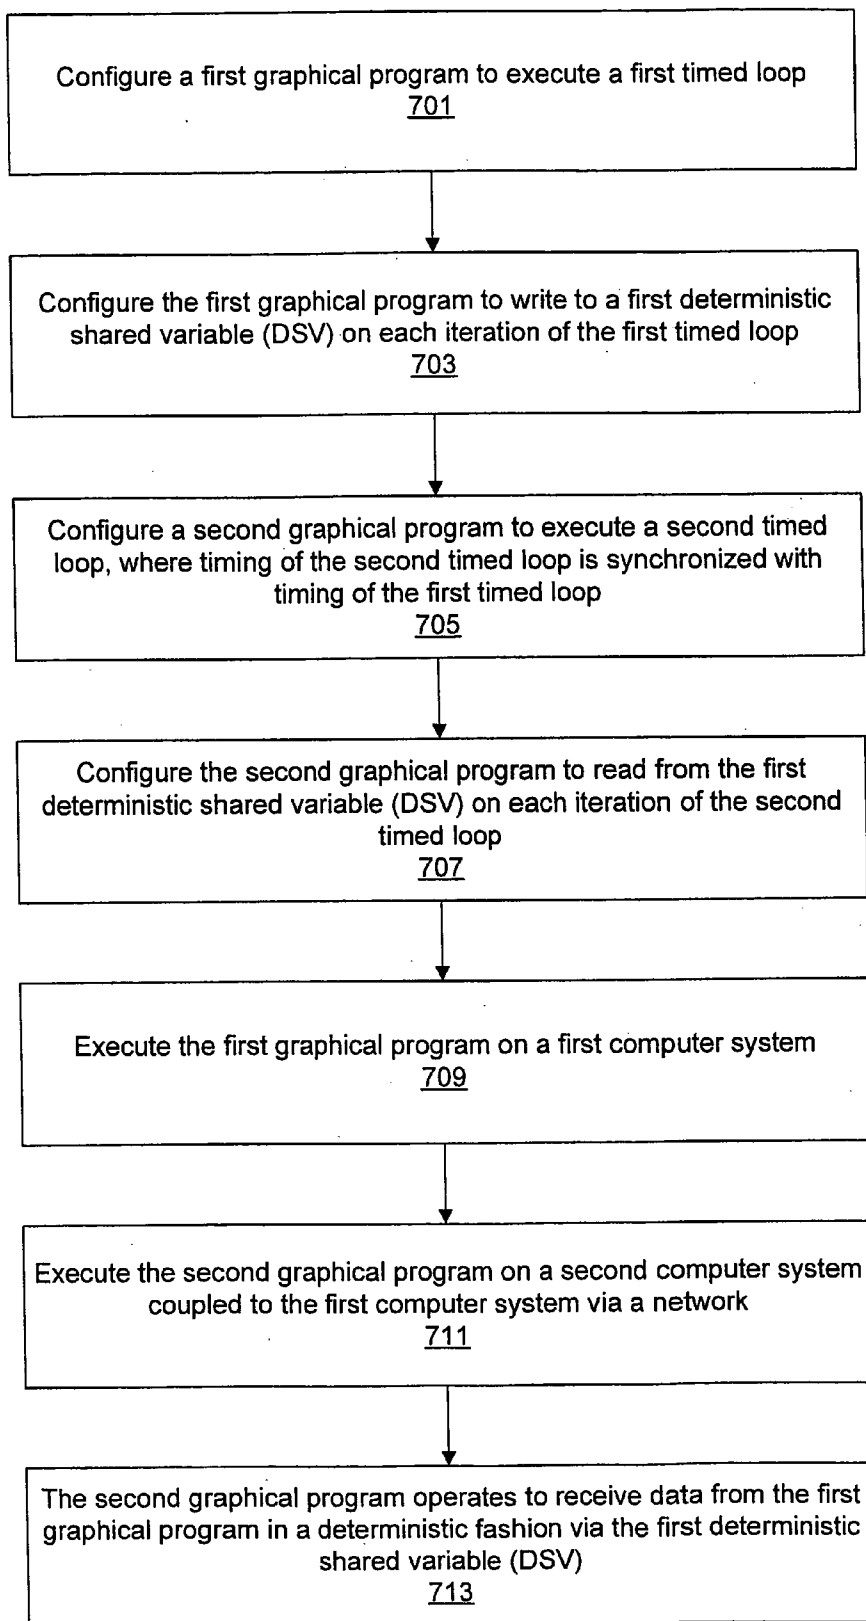 Configure a first graphical program to execute a first timed loop
701
Configure the first graphical program to write to a first deterministic
shared variable (DSV) on each iteration of the first timed loop
703
Configure a second graphical program to execute a second timed
loop, where timing of the second timed loop is synchronized with
timing of the first timed loop
705
Configure the second graphical program to read from the first
deterministic shared variable (DSV) on each iteration of the second
timed loop
707
Execute the first graphical program on a first computer system
709
Execute the second graphical program on a second computer system
coupled to the first computer system via a network
711
The second graphical program operates to receive data from the first
graphical program in a deterministic fashion via the first deterministic
shared variable (DSV)
713